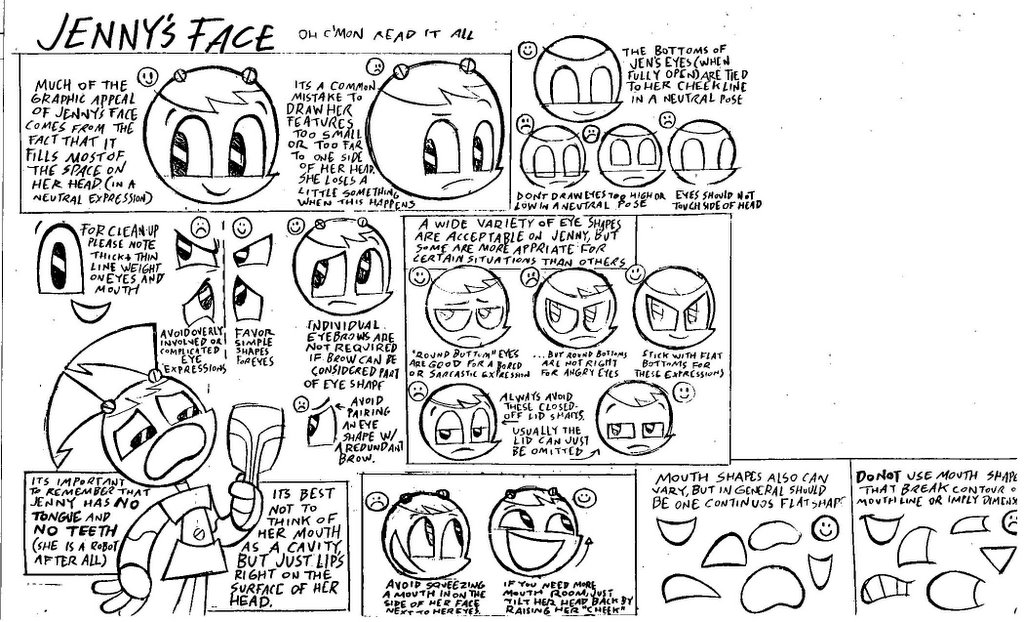 JENNY'S FACE
OH C'MON READ IT ALL
MUCH OF THE
GRAPHIC APPEAL
OF JENNY'S FACE
COMES FROM THE
FACT THAT IT
FILLS MOST OF
THE SPACE ON
HER HEAD. (IN A
NEUTRAL EXPRESSION)
ITS A COMMON
MISTAKE TO
DRAW HER
FEATURES
TOO SMALL
OR TOO FAR
TO ONE SIDE
OF HER HEAD.
SHE LOSES A
LITTLE SOMETHING
WHEN THIS HAPPENS
THE BOTTOMS OF
JEN'S EYES (WHEN
FULLY OPEN) ARE TIED
TO HER CHEEK LINE
IN A NEUTRAL POSE
DONT DRAW EYES TOO HIGH OR
LOW IN A NEUTRAL POSE
EYES SHOULD NOT
TOUCH SIDE OF HEAD
FOR CLEAN-UP
PLEASE NOTE
THICK & THIN
LINE WEIGHT
ON EYES AND
MOUTH
AVOID OVERLY
INVOLVED OR
COMPLICATED
EYE
EXPRESSIONS
FAVOR
SIMPLE
SHAPES
FOR EYES
INDIVIDUAL
EYEBROWS ARE
NOT REQUIRED
IF BROW CAN BE
CONSIDERED PART
OF EYE SHAPE
AVOID
PAIRING
AN EYE
SHAPE W/
A REDUNDANT
BROW.
A WIDE VARIETY OF EYE SHAPES
ARE ACCEPTABLE ON JENNY, BUT
SOME ARE MORE APPRIATE FOR
CERTAIN SITUATIONS THAN OTHERS
"ROUND BOTTOM" EYES
ARE GOOD FOR A BORED
OR SARCASTIC EXPRESSION
...BUT ROUND BOTTOMS
ARE NOT RIGHT
FOR ANGRY EYES
STICK WITH FLAT
BOTTOMS FOR
THESE EXPRESSIONS
ALWAYS AVOID
THESE CLOSED-
OFF LID SHAPES.
USUALLY THE
LID CAN JUST
BE OMITTED
ITS IMPORTANT
TO REMEMBER THAT
JENNY HAS NO
TONGUE AND
NO TEETH
(SHE IS A ROBOT
AFTER ALL)
ITS BEST
NOT TO
THINK OF
HER MOUTH
AS A CAVITY
BUT JUST LIPS
RIGHT ON THE
SURFACE OF HER
HEAD.
AVOID SQUEEZING
A MOUTH IN ON THE
SIDE OF HER FACE
NEXT TO HER EYES.
IF YOU NEED MORE
MOUTH ROOM, JUST
TILT HER HEAD BACK BY
RAISING HER "CHEEK"
MOUTH SHAPES ALSO CAN
VARY, BUT IN GENERAL SHOULD
BE ONE CONTINUOS FLAT SHAPE
DO NOT USE MOUTH SHAPE
THAT BREAK CONTOUR O
MOUTH LINE OR IMPLY DIMENSI